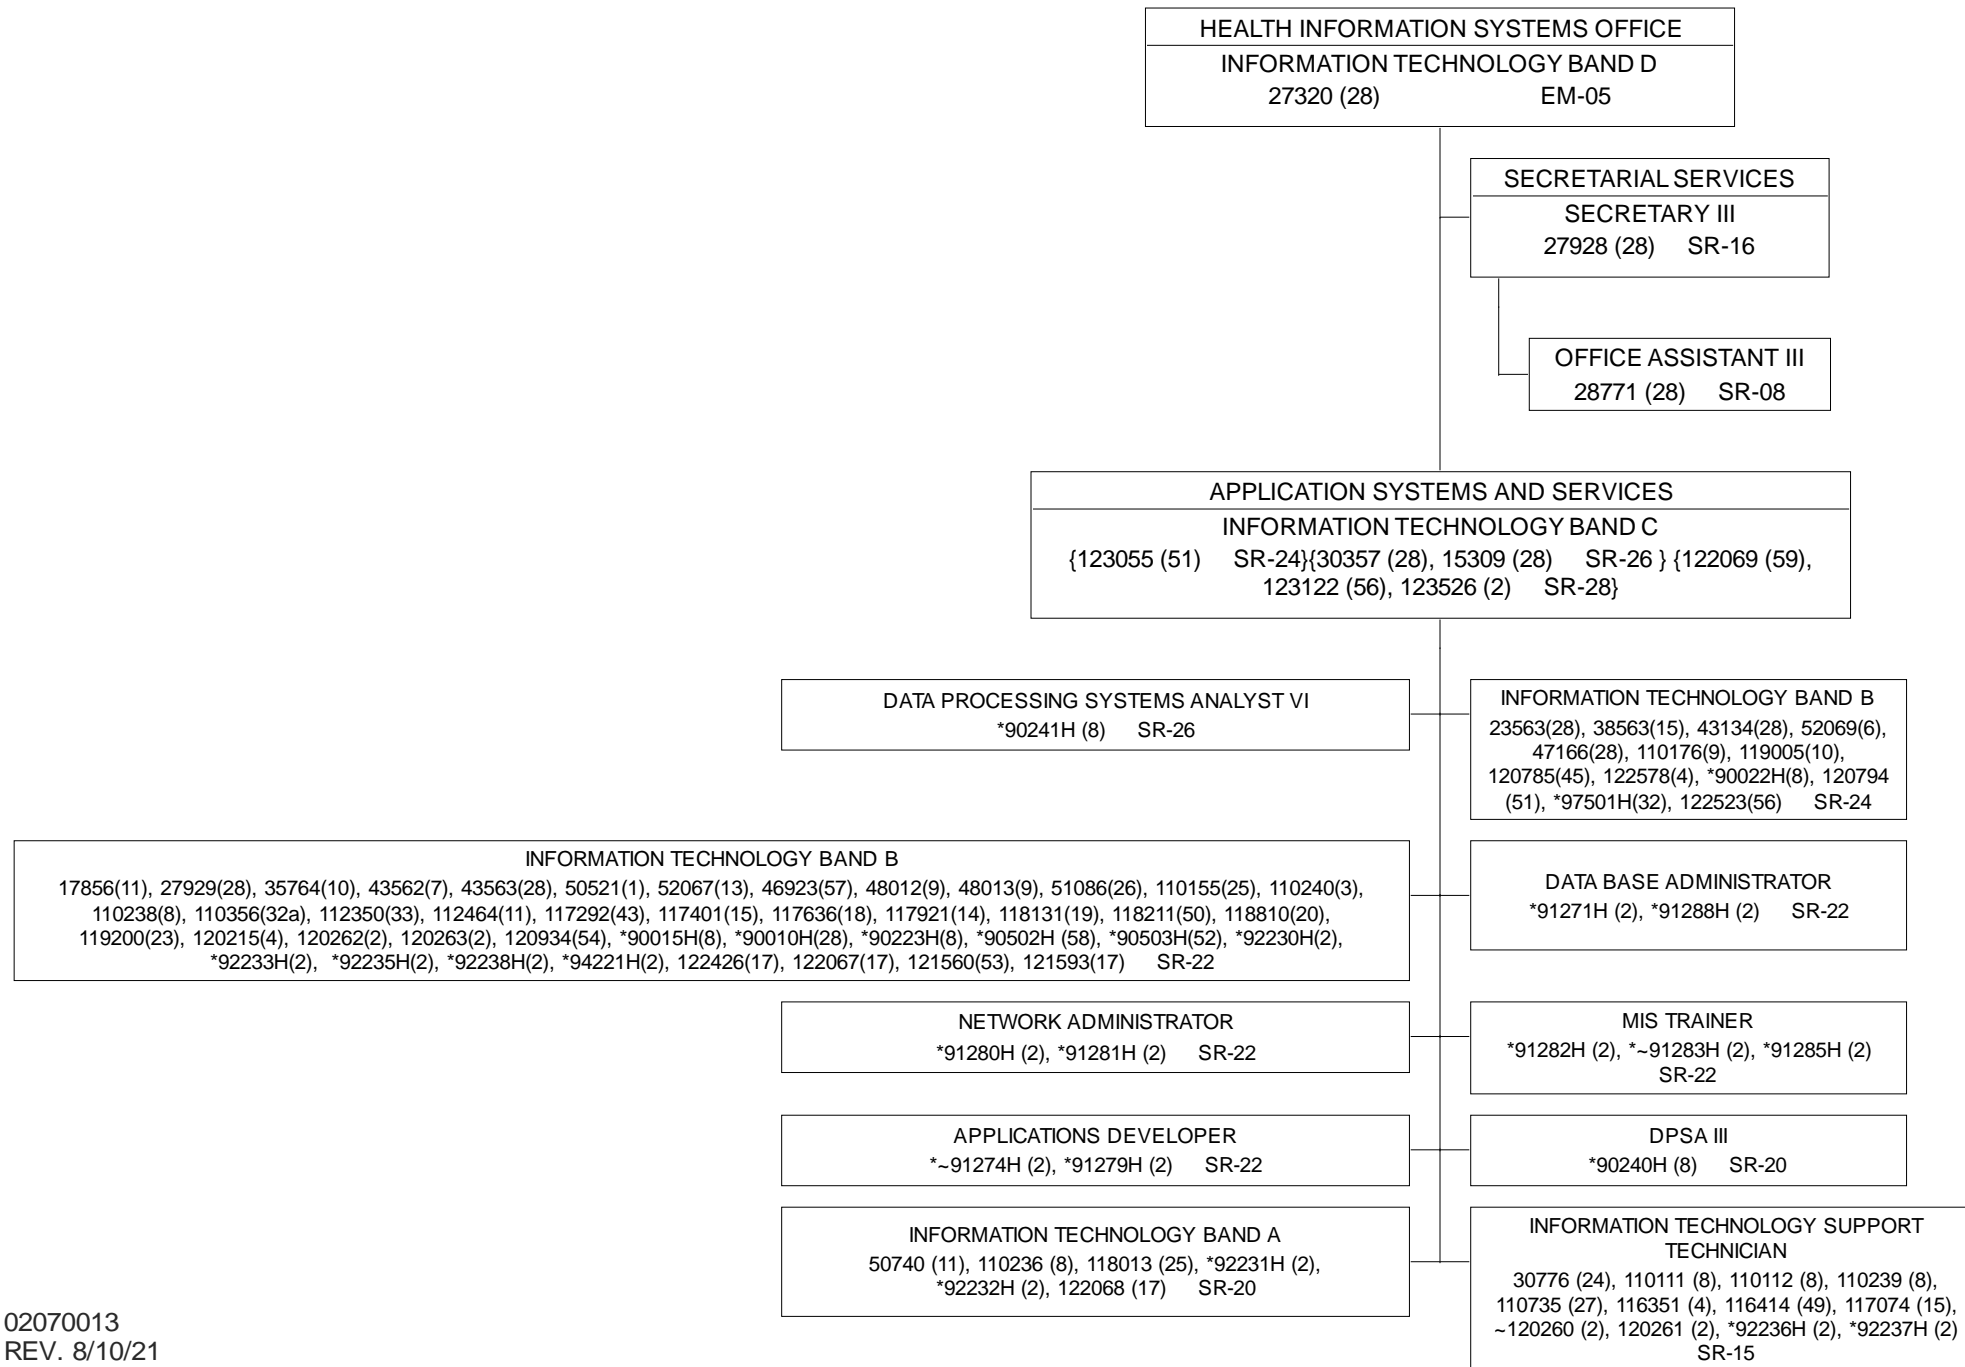 HEALTH INFORMATION SYSTEMS OFFICE
INFORMATION TECHNOLOGY BAND D
27320 (28) EM-05
SECRETARIAL SERVICES
SECRETARY III
27928 (28) SR-16
OFFICE ASSISTANT III
28771 (28) SR-08
APPLICATION SYSTEMS AND SERVICES
INFORMATION TECHNOLOGY BAND C
{123055 (51) SR-24}{30357 (28), 15309 (28) SR-26 } {122069 (59),
123122 (56), 123526 (2) SR-28}
DATA PROCESSING SYSTEMS ANALYST VI
*90241H (8) SR-26
INFORMATION TECHNOLOGY BAND B
23563(28), 38563(15), 43134(28), 52069(6),
47166(28), 110176(9), 119005(10),
120785(45), 122578(4), *90022H(8), 120794
(51), *97501H(32), 122523(56) SR-24
INFORMATION TECHNOLOGY BAND B
17856(11), 27929(28), 35764(10), 43562(7), 43563(28), 50521(1), 52067(13), 46923(57), 48012(9), 48013(9), 51086(26), 110155(25), 110240(3),
110238(8), 110356(32a), 112350(33), 112464(11), 117292(43), 117401(15), 117636(18), 117921(14), 118131(19), 118211(50), 118810(20),
119200(23), 120215(4), 120262(2), 120263(2), 120934(54), *90015H(8), *90010H(28), *90223H(8), *90502H (58), *90503H(52), *92230H(2),
*92233H(2), *92235H(2), *92238H(2), *94221H(2), 122426(17), 122067(17), 121560(53), 121593(17) SR-22
DATA BASE ADMINISTRATOR
*91271H (2), *91288H (2) SR-22
NETWORK ADMINISTRATOR
*91280H (2), *91281H (2) SR-22
MIS TRAINER
*91282H (2), *~91283H (2), *91285H (2)
SR-22
APPLICATIONS DEVELOPER
*~91274H (2), *91279H (2) SR-22
DPSA III
*90240H (8) SR-20
INFORMATION TECHNOLOGY BAND A
50740 (11), 110236 (8), 118013 (25), *92231H (2),
*92232H (2), 122068 (17) SR-20
INFORMATION TECHNOLOGY SUPPORT
TECHNICIAN
30776 (24), 110111 (8), 110112 (8), 110239 (8),
110735 (27), 116351 (4), 116414 (49), 117074 (15),
~120260 (2), 120261 (2), *92236H (2), *92237H (2)
SR-15
02070013
REV. 8/10/21